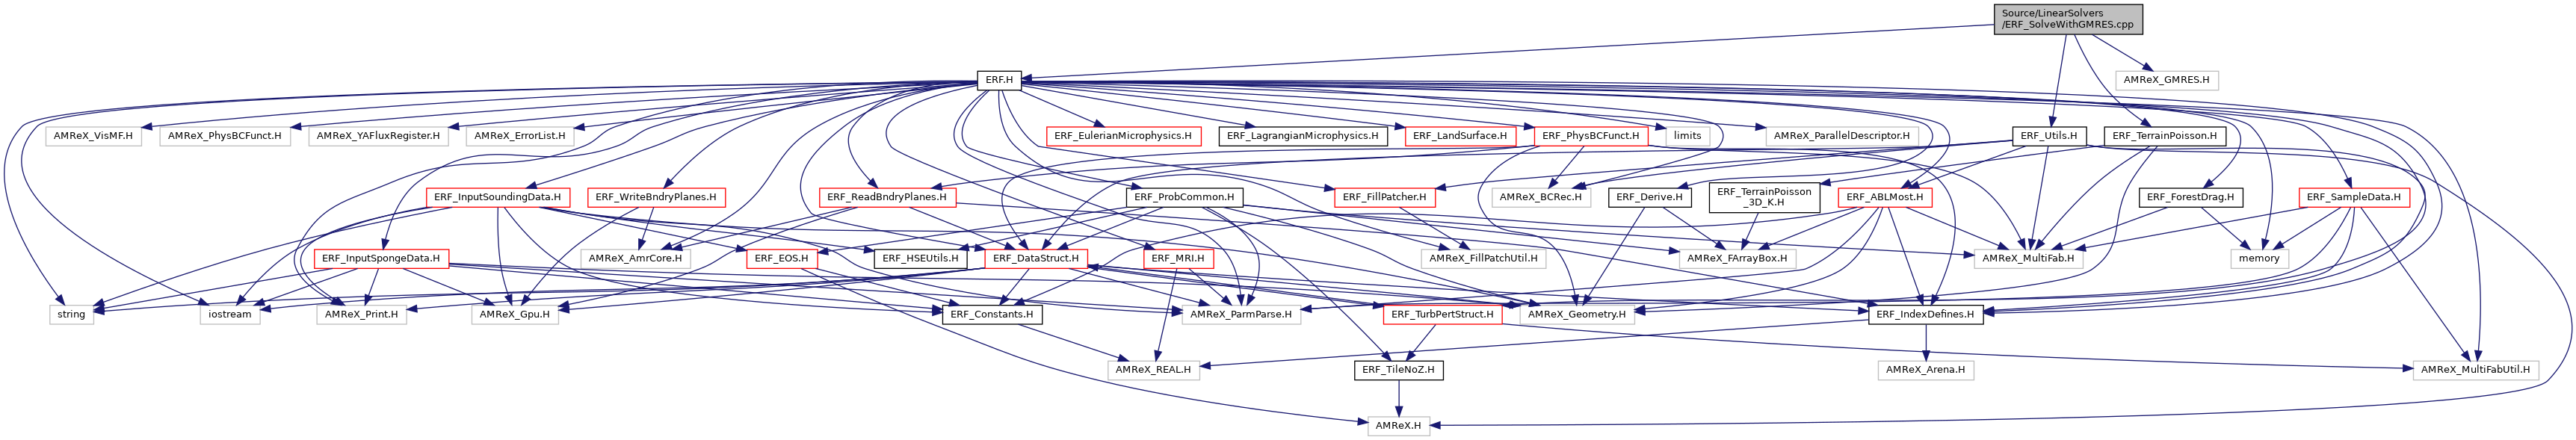 Source/LinearSolvers
/ERF_SolveWithGMRES.cpp
ERF.H
AMReX_GMRES.H
AMReX_VisMF.H
AMReX_PhysBCFunct.H
AMReX_YAFluxRegister.H
AMReX_ErrorList.H
ERF_EulerianMicrophysics.H
ERF_LagrangianMicrophysics.H
ERF_LandSurface.H
ERF_PhysBCFunct.H
limits
AMReX_ParallelDescriptor.H
ERF_Utils.H
ERF_TerrainPoisson.H
ERF_InputSoundingData.H
ERF_WriteBndryPlanes.H
ERF_ReadBndryPlanes.H
ERF_ProbCommon.H
ERF_FillPatcher.H
AMReX_BCRec.H
ERF_Derive.H
ERF_TerrainPoisson
_3D_K.H
ERF_ABLMost.H
ERF_ForestDrag.H
ERF_SampleData.H
ERF_InputSpongeData.H
AMReX_AmrCore.H
ERF_EOS.H
ERF_HSEUtils.H
ERF_DataStruct.H
ERF_MRI.H
AMReX_FillPatchUtil.H
AMReX_FArrayBox.H
AMReX_MultiFab.H
memory
string
iostream
AMReX_Print.H
AMReX_Gpu.H
ERF_Constants.H
AMReX_ParmParse.H
ERF_TurbPertStruct.H
AMReX_Geometry.H
ERF_IndexDefines.H
AMReX_REAL.H
ERF_TileNoZ.H
AMReX_Arena.H
AMReX_MultiFabUtil.H
AMReX.H